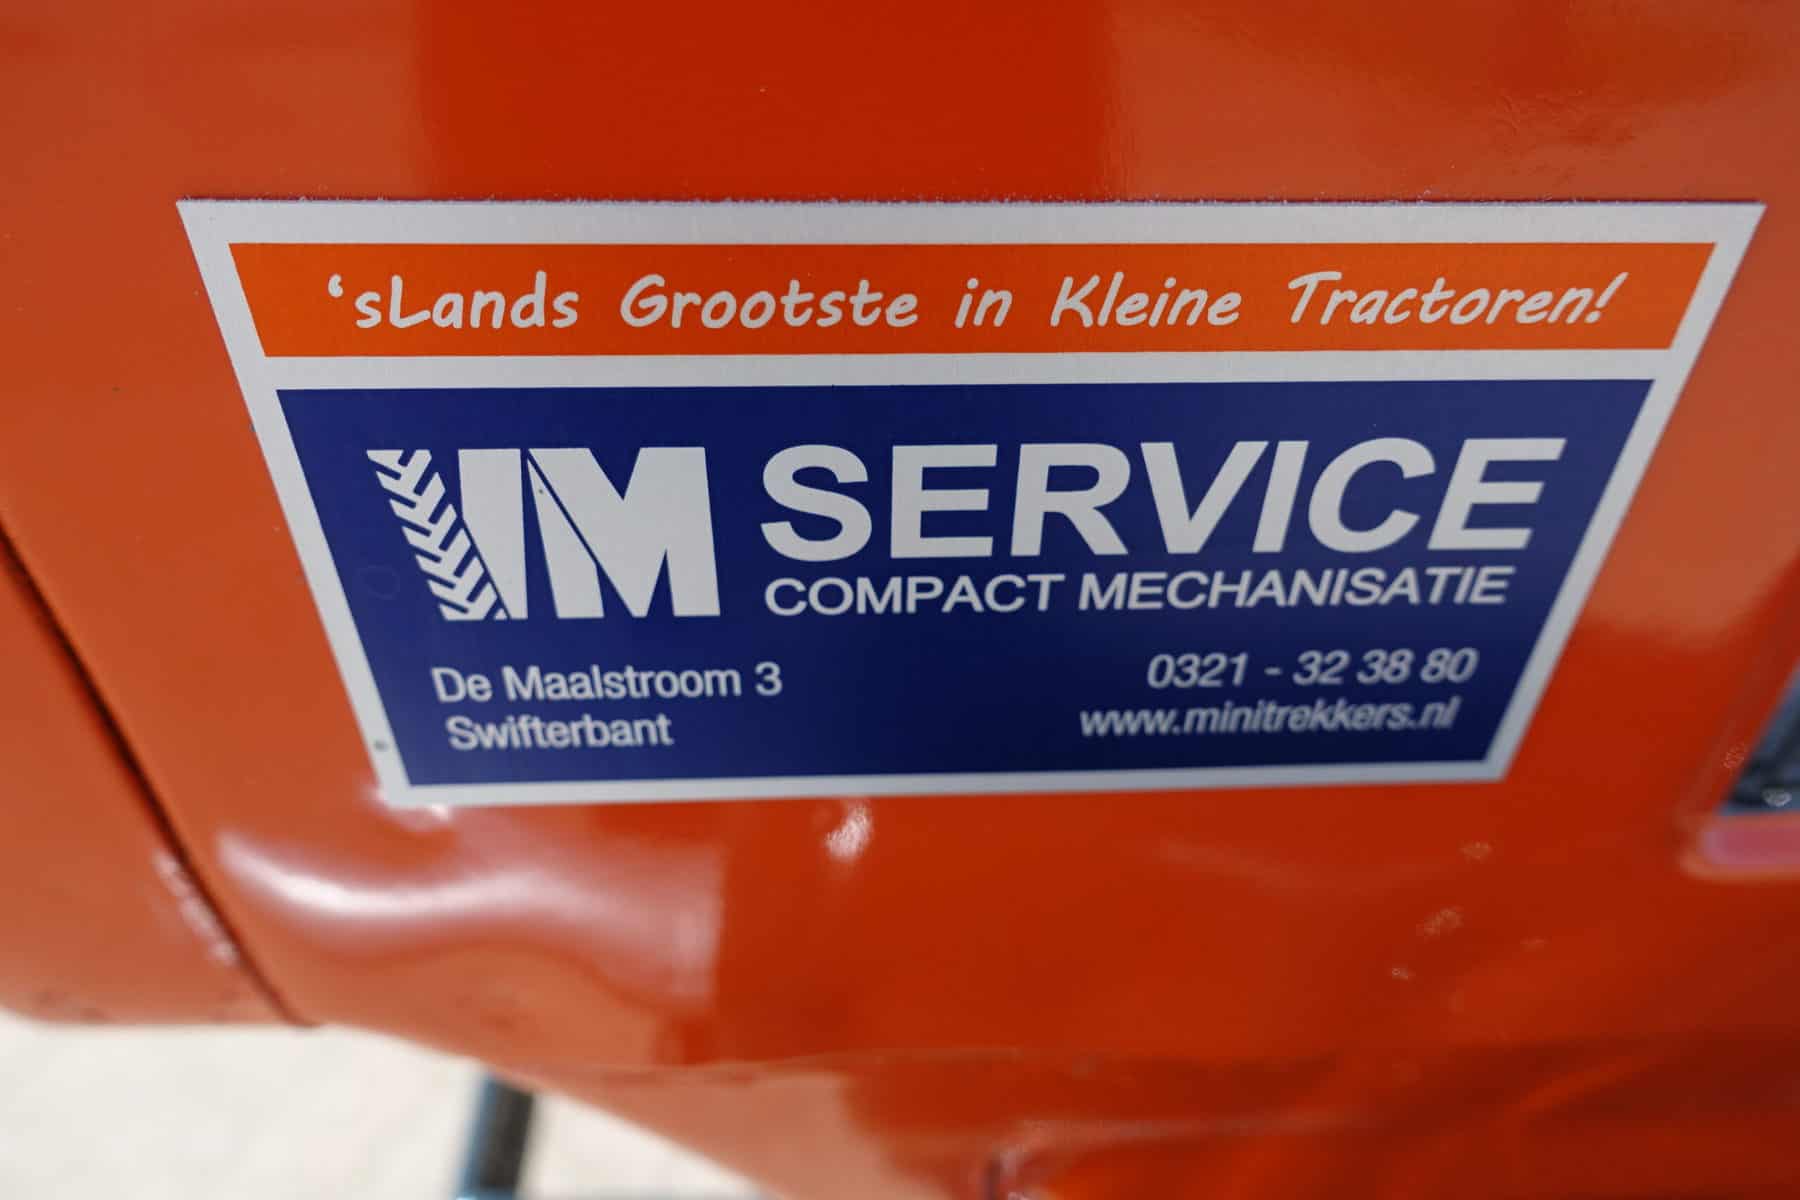 ‘sLands Grootste in Kleine Tractoren!
IM SERVICE
COMPACT MECHANISATIE
De Maalstroom 3
Swifterbant
0321 - 32 38 80
www.minitrekkers.nl